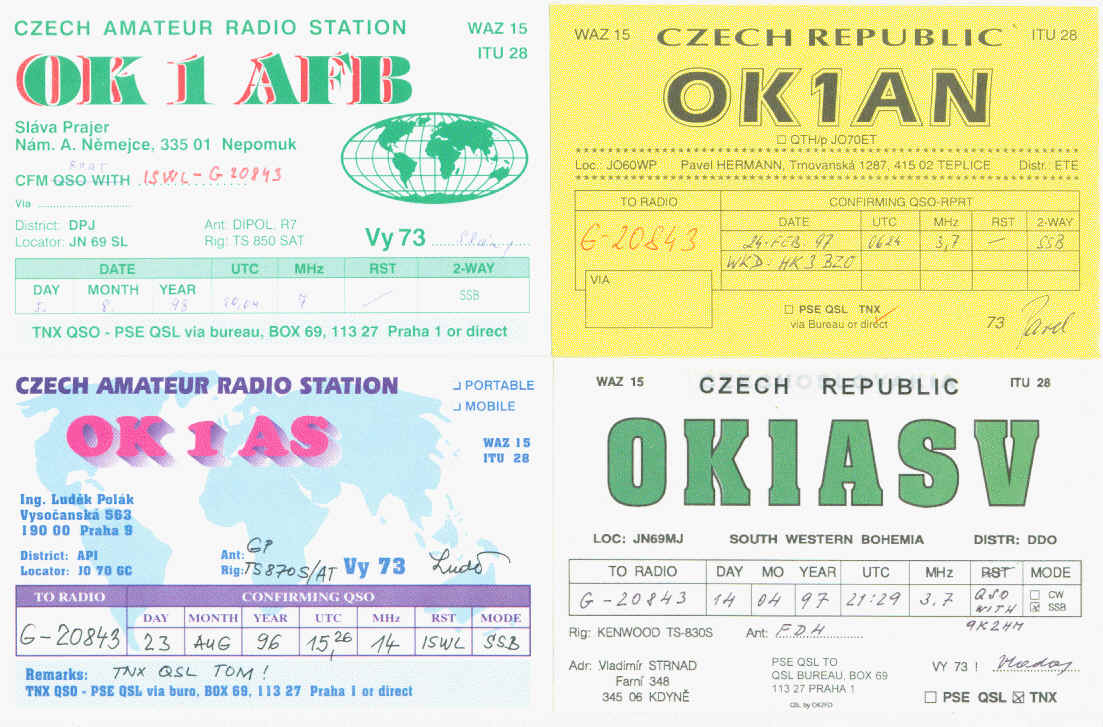 CZECH AMATEUR RADIO STATION WAZ 15
ITU 28
OK 1 AFB
Sláva Prajer
Nám. A. Němejce, 335 01 Nepomuk
CFM QSO WITH ISWL-G 20843
Via
District: DPJ Ant: DIPOL, R7
Locator: JN 69 SL Rig: TS 850 SAT Vy 73
DATE UTC MHz RST 2-WAY
DAY MONTH YEAR
5. 8. 98 20,04 7 — SSB
TNX QSO - PSE QSL via bureau, BOX 69, 113 27 Praha 1 or direct
WAZ 15 CZECH REPUBLIC ITU 28
OK1AN
QTH/p JO70ET
Loc.: JO60WP Pavel HERMANN, Trnovanská 1287, 415 02 TEPLICE Distr.: ETE
TO RADIO CONFIRMING QSO-RPRT
DATE UTC MHz RST 2-WAY
G-20843 24-FEB-97 0624 3,7 — SSB
WKD: HK3BZO
VIA
PSE QSL TNX
via Bureau or direct
73 Pavel
CZECH AMATEUR RADIO STATION PORTABLE
MOBILE
OK 1 AS
WAZ 15
ITU 28
Ing. Luděk Polák
Vysočanská 563
190 00 Praha 9
District: API Ant: GP
Locator: JO 70 GC Rig: TS870S/AT Vy 73 Luděk
TO RADIO CONFIRMING QSO
DAY MONTH YEAR UTC MHz RST MODE
G-20843 23 AUG 96 15,26 14 ISWL SSB
Remarks: TNX QSL TOM!
TNX QSO - PSE QSL via buro, BOX 69, 113 27 Praha 1 or direct
WAZ 15 CZECH REPUBLIC ITU 28
OK1ASV
LOC: JN69MJ SOUTH WESTERN BOHEMIA DISTR: DDO
TO RADIO DAY MO YEAR UTC MHz RST MODE
G-20843 14 04 97 21:29 3.7 QSO WITH CW
SSB
9K2HM
Rig: KENWOOD TS-830S Ant: F.D.H
Adr: Vladimír STRNAD
Farní 348
345 06 KDYNĚ
PSE QSL TO
QSL BUREAU, BOX 69
113 27 PRAHA 1
QSL by OK2FD
VY 73 !
PSE QSL TNX